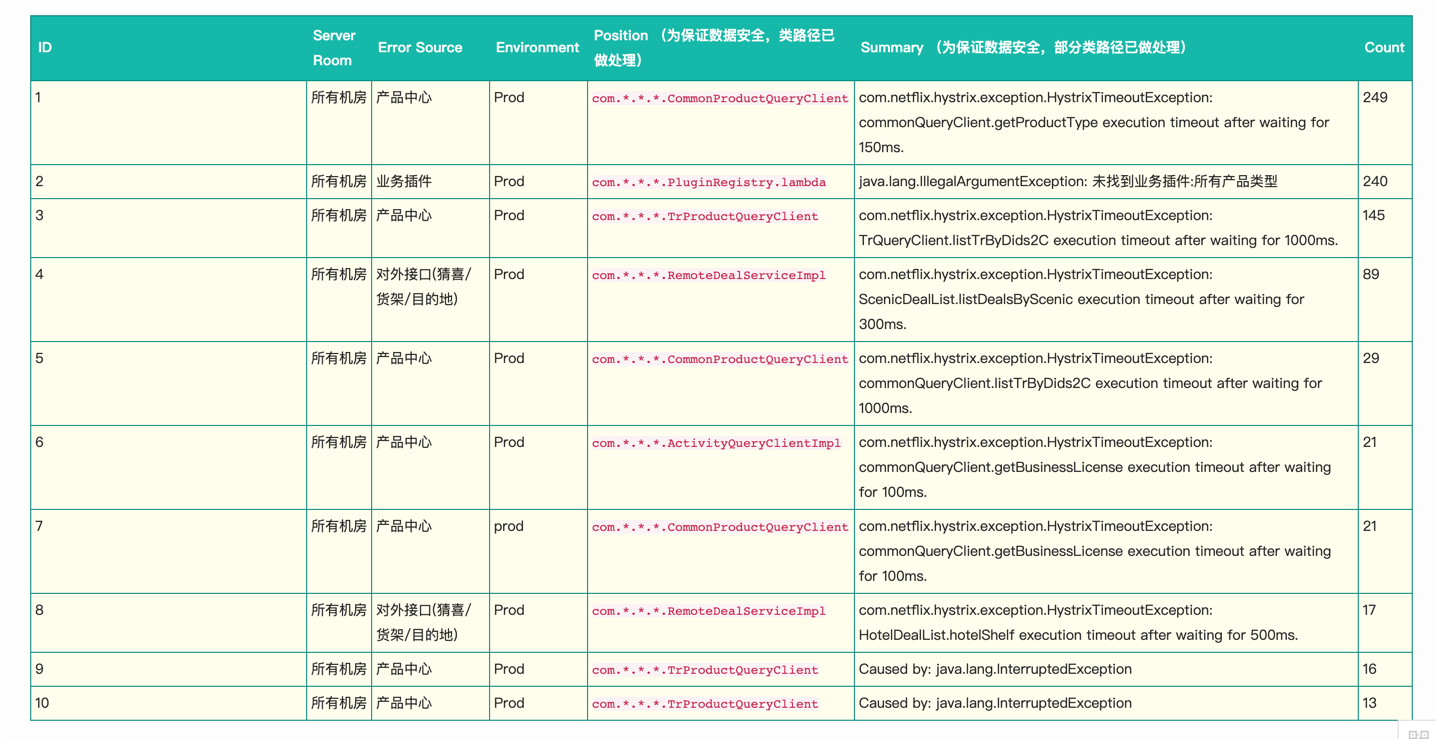 ID
Server
Room
Error Source
Environment
Position （为保证数据安全，类路径已
做处理）
Summary （为保证数据安全，部分类路径已做处理）
Count
1
所有机房
产品中心
Prod
com.*.*.*.CommonProductQueryClient
com.netflix.hystrix.exception.HystrixTimeoutException:
commonQueryClient.getProductType execution timeout after waiting for
150ms.
249
2
所有机房
业务插件
Prod
com.*.*.*.PluginRegistry.lambda
java.lang.IllegalArgumentException: 未找到业务插件:所有产品类型
240
3
所有机房
产品中心
Prod
com.*.*.*.TrProductQueryClient
com.netflix.hystrix.exception.HystrixTimeoutException:
TrQueryClient.listTrByDids2C execution timeout after waiting for 1000ms.
145
4
所有机房
对外接口(猜喜/
货架/目的地)
Prod
com.*.*.*.RemoteDealServiceImpl
com.netflix.hystrix.exception.HystrixTimeoutException:
ScenicDealList.listDealsByScenic execution timeout after waiting for
300ms.
89
5
所有机房
产品中心
Prod
com.*.*.*.CommonProductQueryClient
com.netflix.hystrix.exception.HystrixTimeoutException:
commonQueryClient.listTrByDids2C execution timeout after waiting for
1000ms.
29
6
所有机房
产品中心
Prod
com.*.*.*.ActivityQueryClientImpl
com.netflix.hystrix.exception.HystrixTimeoutException:
commonQueryClient.getBusinessLicense execution timeout after waiting
for 100ms.
21
7
所有机房
产品中心
prod
com.*.*.*.CommonProductQueryClient
com.netflix.hystrix.exception.HystrixTimeoutException:
commonQueryClient.getBusinessLicense execution timeout after waiting
for 100ms.
21
8
所有机房
对外接口(猜喜/
货架/目的地)
Prod
com.*.*.*.RemoteDealServiceImpl
com.netflix.hystrix.exception.HystrixTimeoutException:
HotelDealList.hotelShelf execution timeout after waiting for 500ms.
17
9
所有机房
产品中心
Prod
com.*.*.*.TrProductQueryClient
Caused by: java.lang.InterruptedException
16
10
所有机房
产品中心
Prod
com.*.*.*.TrProductQueryClient
Caused by: java.lang.InterruptedException
13